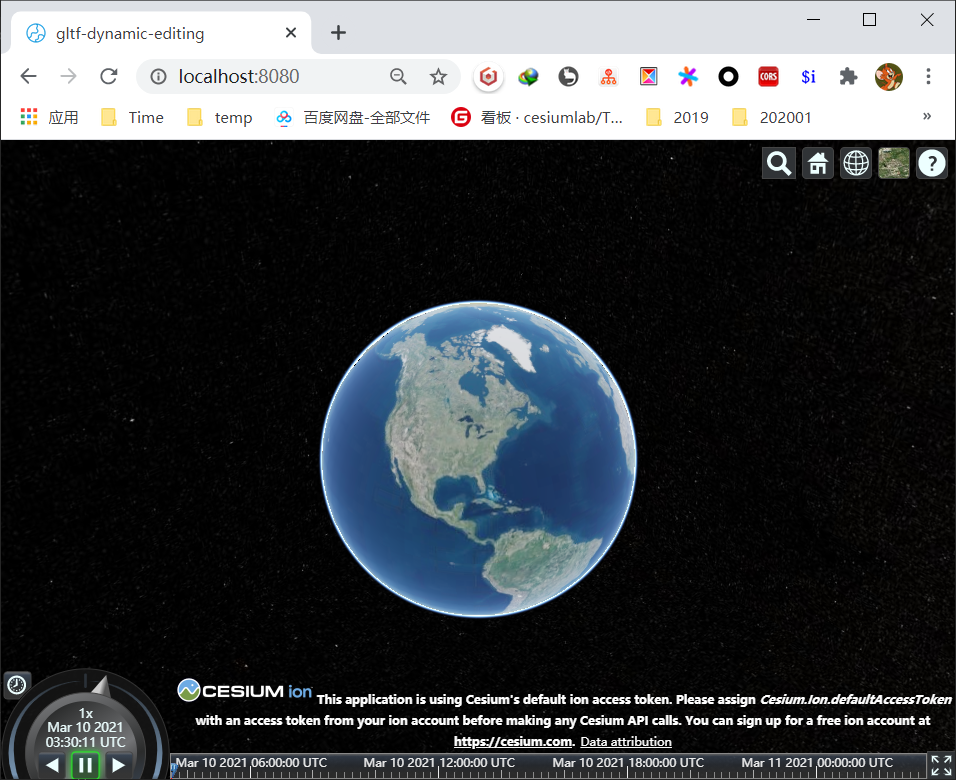 gltf-dynamic-editing
localhost:8080
CORS
$i
应用 Time temp 百度网盘-全部文件 看板 · cesiumlab/T... 2019 202001 »
?
CESIUM ion This application is using Cesium's default ion access token. Please assign Cesium.Ion.defaultAccessToken
with an access token from your ion account before making any Cesium API calls. You can sign up for a free ion account at
https://cesium.com. Data attribution
1x
Mar 10 2021
03:30:11 UTC
Mar 10 2021 06:00:00 UTC Mar 10 2021 12:00:00 UTC Mar 10 2021 18:00:00 UTC Mar 11 2021 00:00:00 UTC